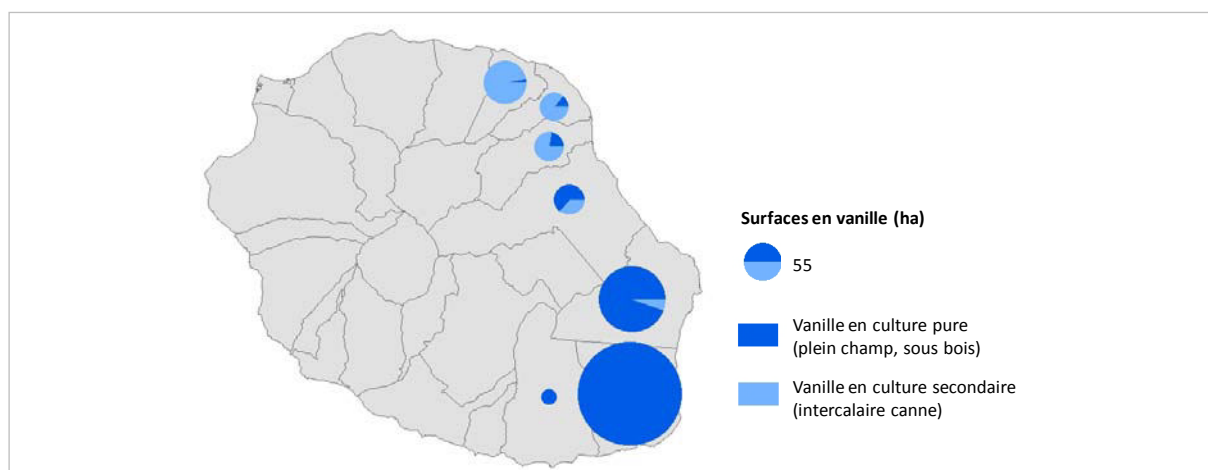 Surfaces en vanille (ha)
55
Vanille en culture pure
(plein champ, sous bois)
Vanille en culture secondaire
(intercalaire canne)